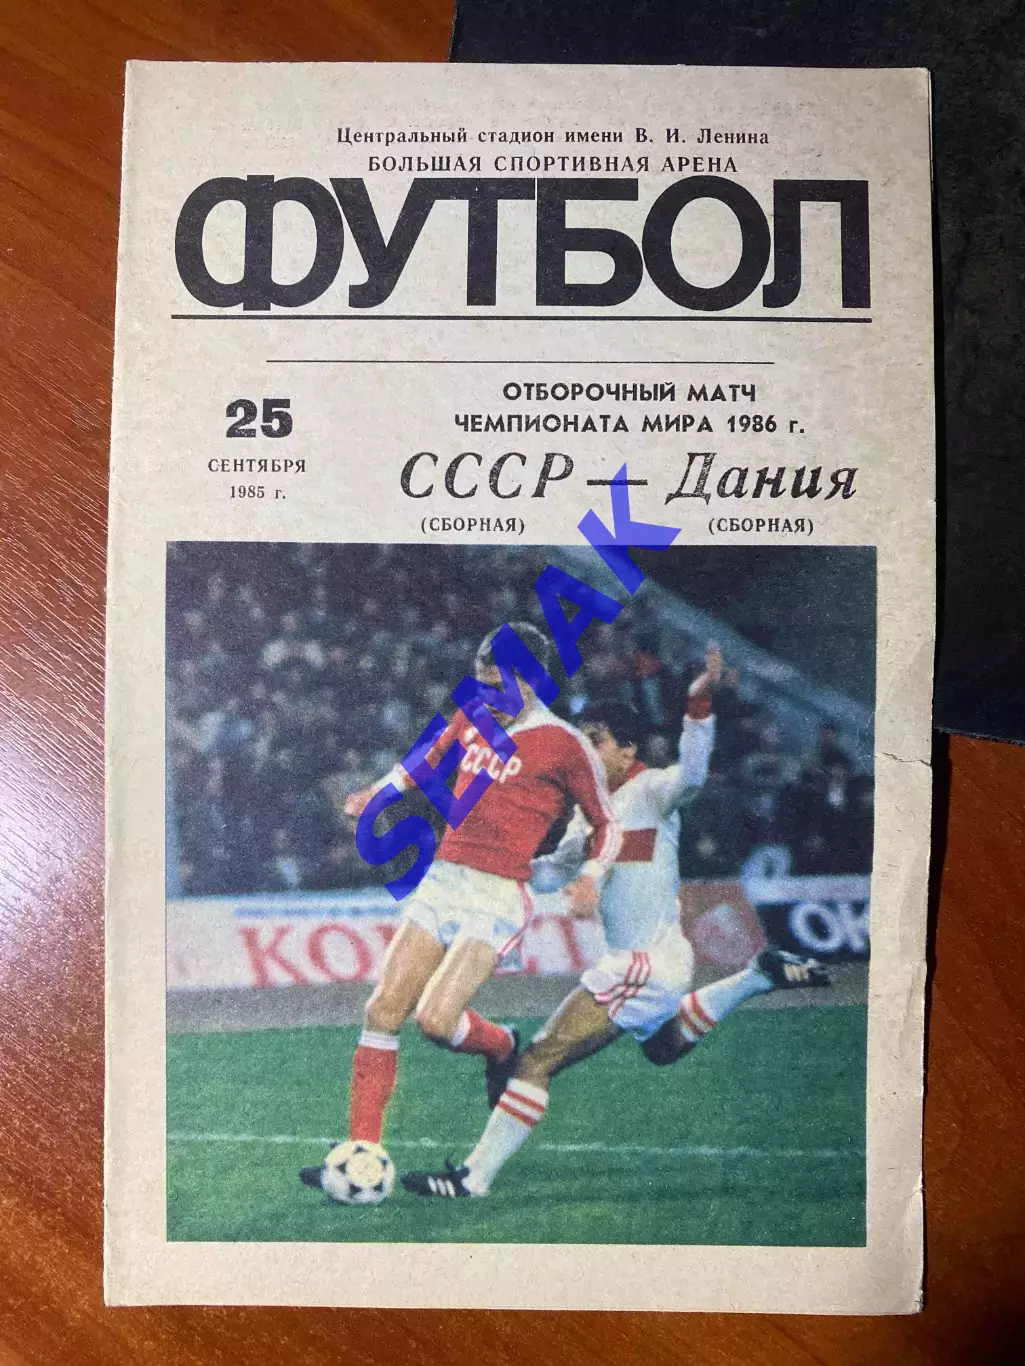 Центральный стадион имени В. И. Ленина
БОЛЬШАЯ СПОРТИВНАЯ АРЕНА
ФУТБОЛ
25
СЕНТЯБРЯ
1985 г.
ОТБОРОЧНЫЙ МАТЧ
ЧЕМПИОНАТА МИРА 1986 г.
СССР — Дания
(СБОРНАЯ) (СБОРНАЯ)
СССР
SEMAK